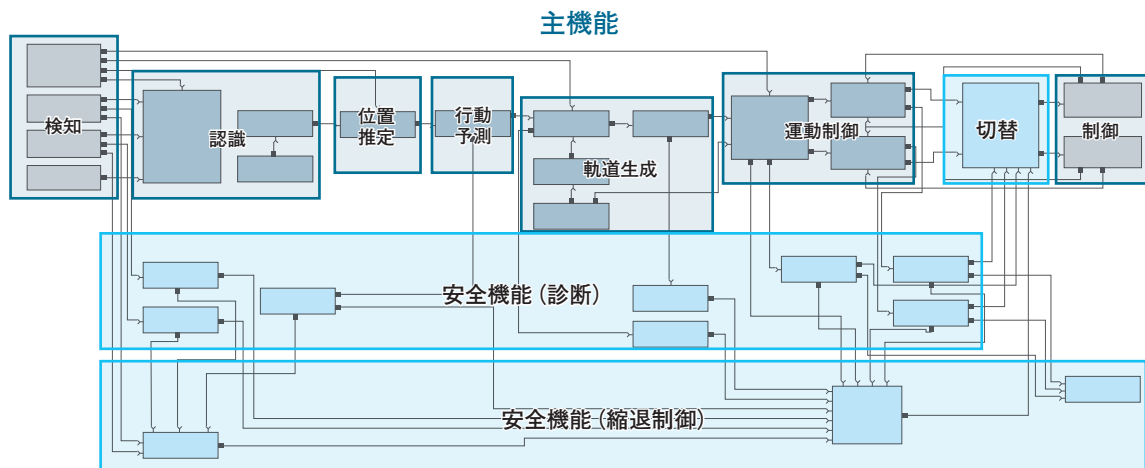 主機能
検知
認識
位置
推定
行動
予測
軌道生成
運動制御
切替
制御
安全機能（診断）
安全機能（縮退制御）